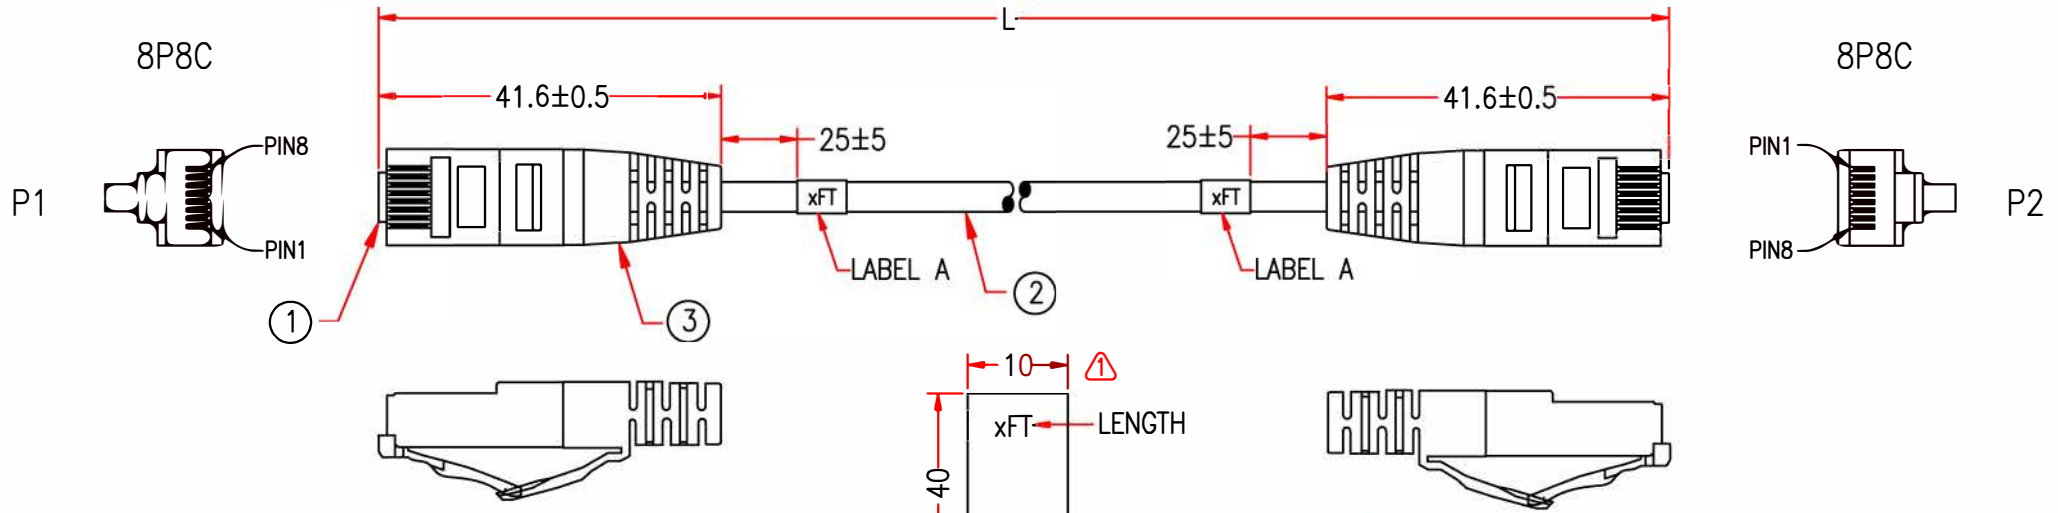 L
8P8C
8P8C
41.6±0.5
41.6±0.5
25±5
25±5
PIN8
PIN1
P1
xFT
xFT
P2
PIN1
PIN8
LABEL A
LABEL A
1
3
2
10
1
xFT
LENGTH
40